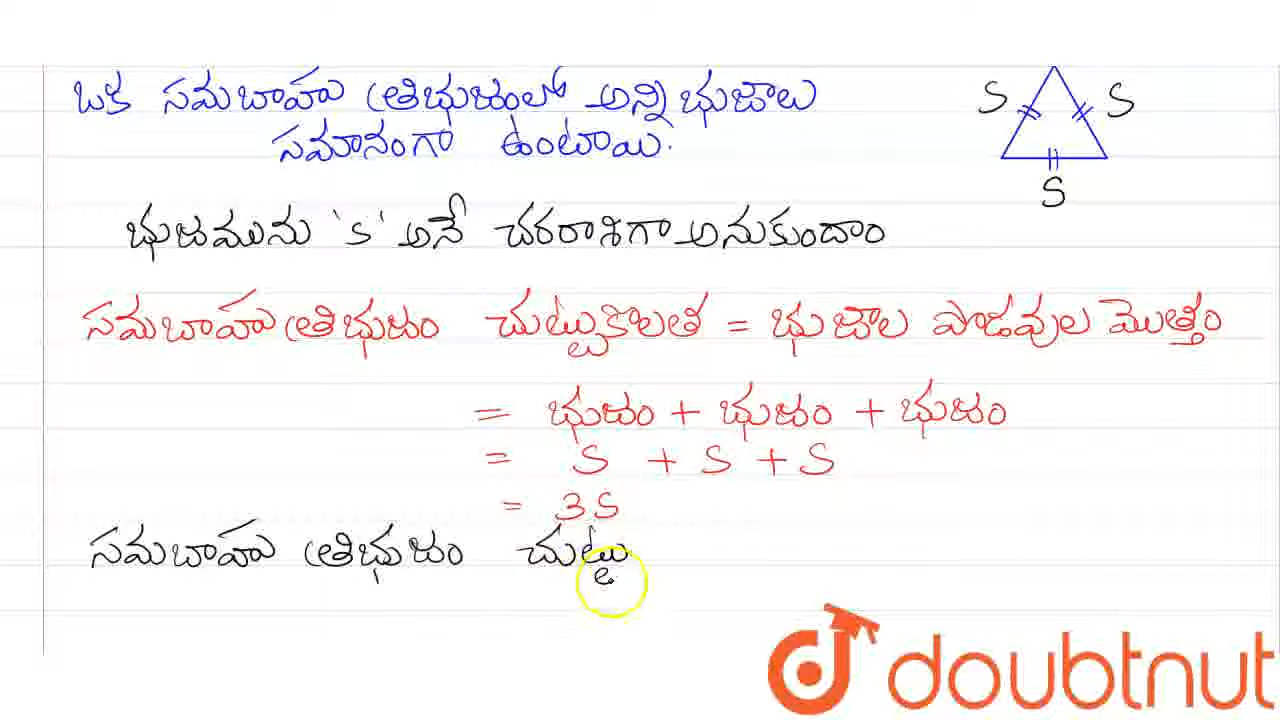 ఒక సమబాహు త్రిభుజంలో అన్ని భుజాలు
సమానంగా ఉంటాయి.
S S
S
భుజమును 'S' అనే చరరాశిగా అనుకుందాం
సమబాహు త్రిభుజం చుట్టుకొలత = భుజాల పొడవుల మొత్తం
= భుజం + భుజం + భుజం
= S + S + S
= 3S
సమబాహు త్రిభుజం చుట్టు
doubtnut